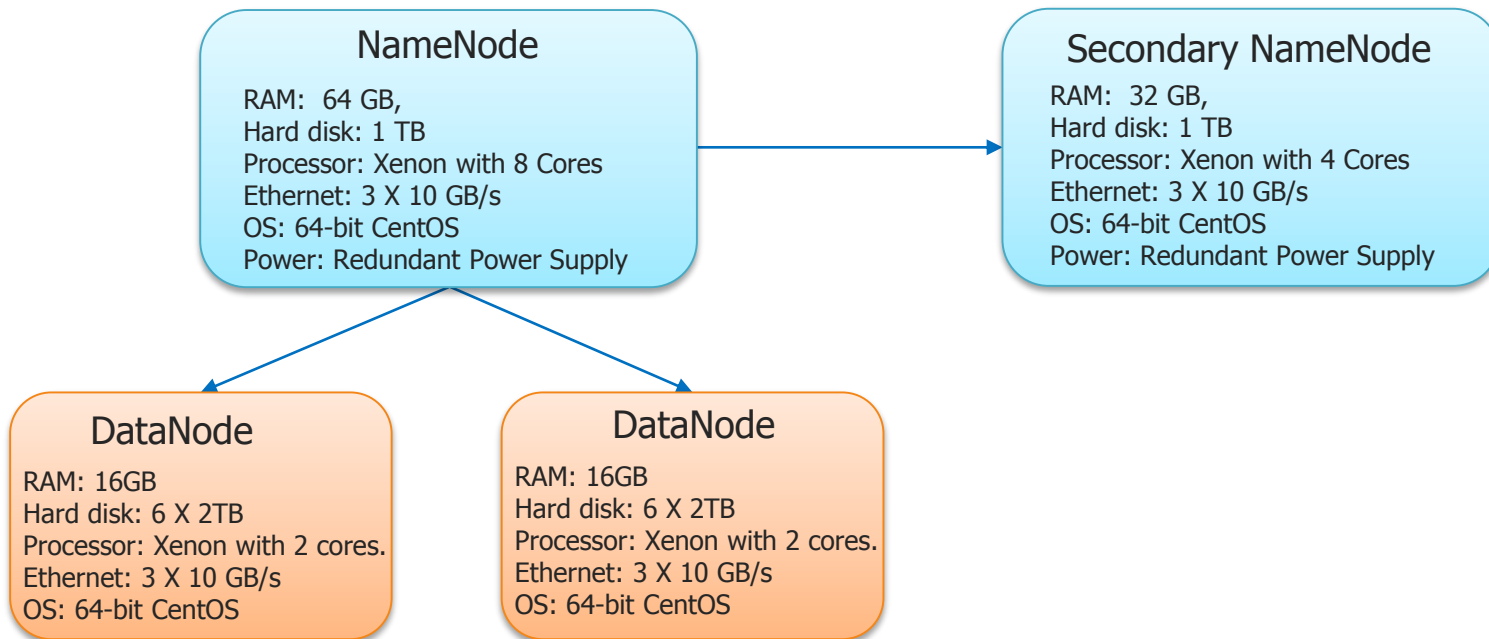 NameNode
RAM:  64 GB,
Hard disk: 1 TB
Processor: Xenon with 8 Cores
Ethernet: 3 X 10 GB/s
OS: 64-bit CentOS
Power: Redundant Power Supply
Secondary NameNode
RAM:  32 GB,
Hard disk: 1 TB
Processor: Xenon with 4 Cores
Ethernet: 3 X 10 GB/s
OS: 64-bit CentOS
Power: Redundant Power Supply
DataNode
RAM: 16GB
Hard disk: 6 X 2TB
Processor: Xenon with 2 cores.
Ethernet: 3 X 10 GB/s
OS: 64-bit CentOS
DataNode
RAM: 16GB
Hard disk: 6 X 2TB
Processor: Xenon with 2 cores.
Ethernet: 3 X 10 GB/s
OS: 64-bit CentOS